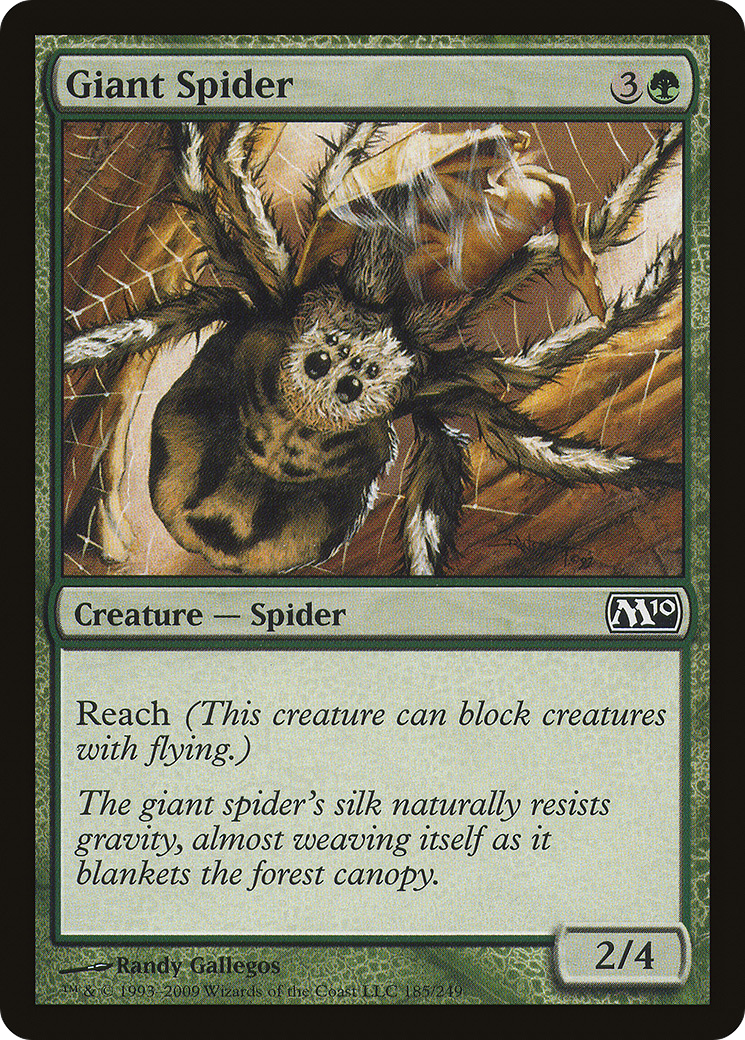 Giant Spider 3
Creature — Spider M10
Reach (This creature can block creatures
with flying.)
The giant spider's silk naturally resists
gravity, almost weaving itself as it
blankets the forest canopy.
2/4
Randy Gallegos
™ & © 1993–2009 Wizards of the Coast LLC 185/249